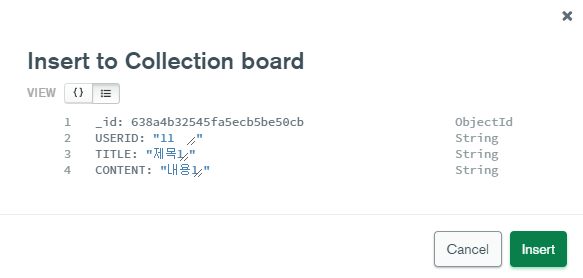 Insert to Collection board
VIEW {}
1 _id: 638a4b32545fa5ecb5be50cb ObjectId
2 USERID: "11 " String
3 TITLE: "제목1" String
4 CONTENT: "내용1" String
Cancel Insert